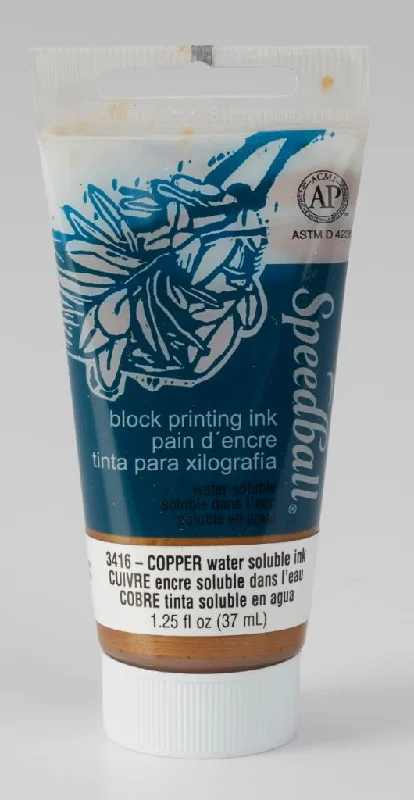 ACMI
AP
ASTM D 4236
Speedball®
block printing ink
pain d´encre
tinta para xilografía
water soluble
soluble dans l'eau
soluble en agua
3416 – COPPER water soluble ink
CUIVRE encre soluble dans l'eau
COBRE tinta soluble en agua
1.25 fl oz (37 mL)